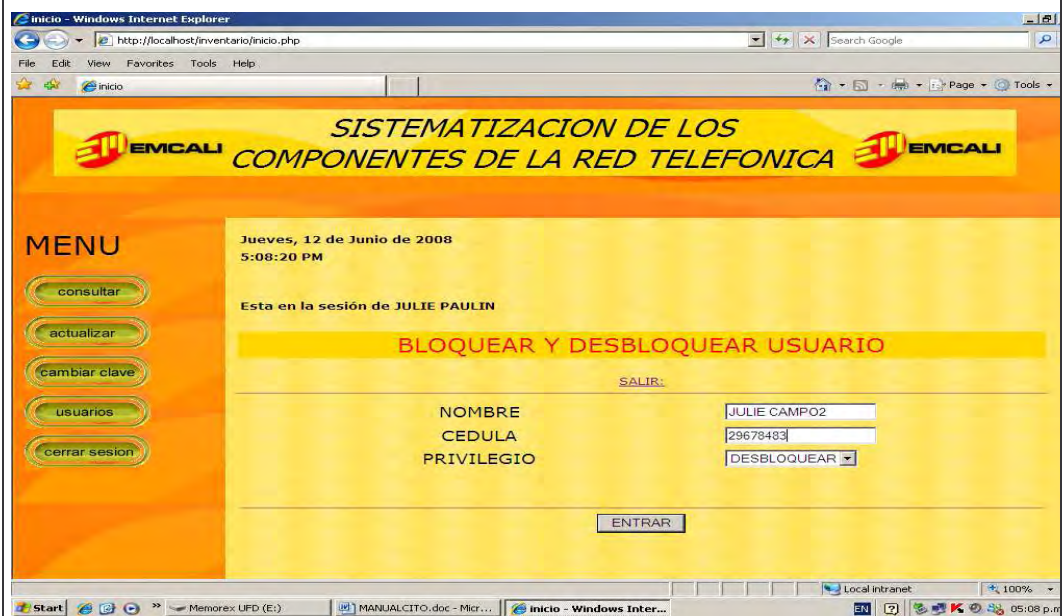 inicio - Windows Internet Explorer
http://localhost/inventario/inicio.php
Search Google
File Edit View Favorites Tools Help
inicio
Page Tools
EMCALI
SISTEMATIZACION DE LOS
COMPONENTES DE LA RED TELEFONICA
EMCALI
MENU
consultar
actualizar
cambiar clave
usuarios
cerrar sesion
Jueves, 12 de Junio de 2008
5:08:20 PM
Esta en la sesión de JULIE PAULIN
BLOQUEAR Y DESBLOQUEAR USUARIO
SALIR:
NOMBRE JULIE CAMPO2
CEDULA 29678483
PRIVILEGIO DESBLOQUEAR
ENTRAR
Local intranet 100%
Start » Memorex UFD (E:) MANUALCITO.doc - Micr... inicio - Windows Inter... EN 05:08 p.m.